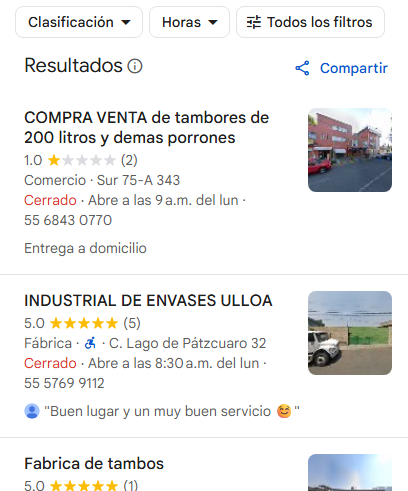 Clasificación
Horas
Todos los filtros
Resultados
Compartir
COMPRA VENTA de tambores de
200 litros y demas porrones
1.0 (2)
Comercio · Sur 75-A 343
Cerrado · Abre a las 9 a.m. del lun ·
55 6843 0770
Entrega a domicilio
INDUSTRIAL DE ENVASES ULLOA
5.0 (5)
Fábrica · · C. Lago de Pátzcuaro 32
Cerrado · Abre a las 8:30 a.m. del lun ·
55 5769 9112
"Buen lugar y un muy buen servicio 😊 "
Fabrica de tambos
5.0 (1)